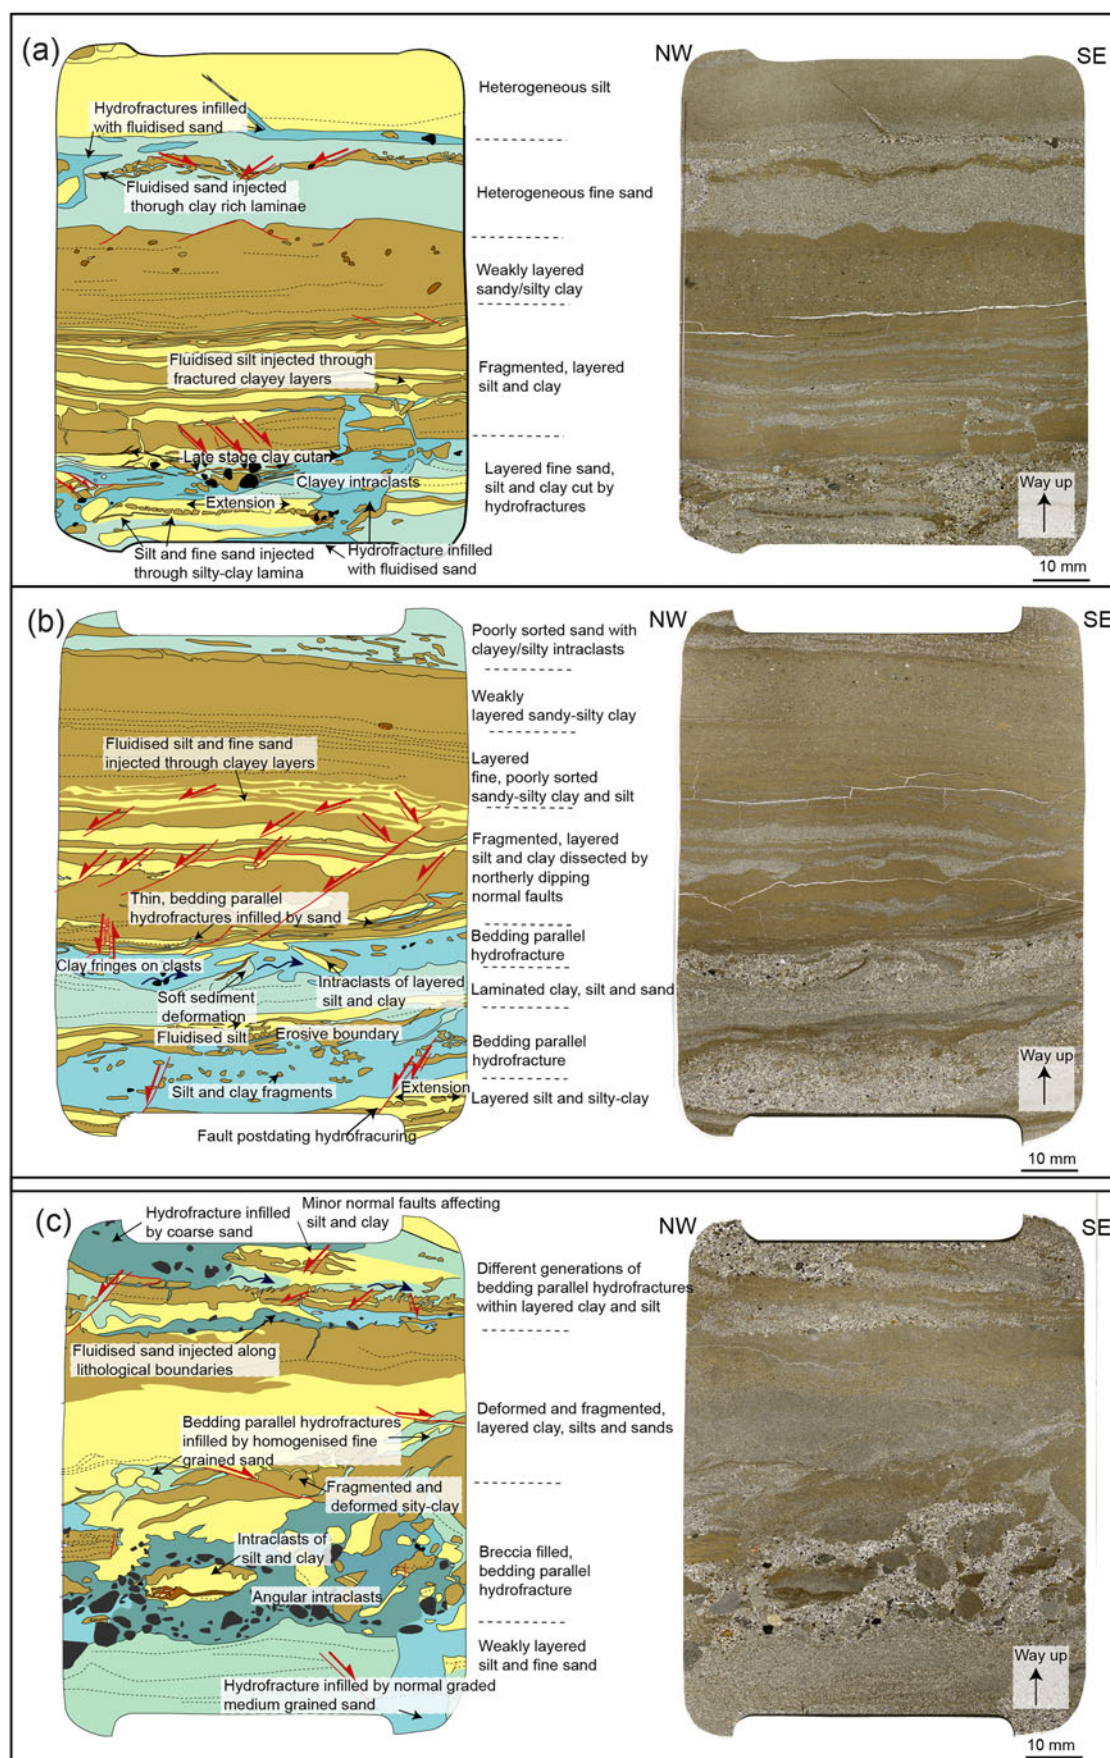 (a)
NW
SE
Heterogeneous silt
Hydrofractures infilled
with fluidised sand
Fluidised sand injected
thorugh clay rich laminae
Heterogeneous fine sand
Weakly layered
sandy/silty clay
Fluidised silt injected through
fractured clayey layers
Fragmented, layered
silt and clay
Late stage clay cutan
Clayey intraclasts
Layered fine sand,
silt and clay cut by
hydrofractures
Extension
Silt and fine sand injected
through silty-clay lamina
Hydrofracture infilled
with fluidised sand
Way up
10 mm
(b)
NW
SE
Poorly sorted sand with
clayey/silty intraclasts
Weakly
layered sandy-silty clay
Fluidised silt and fine sand
injected through clayey layers
Layered
fine, poorly sorted
sandy-silty clay and silt
Fragmented, layered
silt and clay dissected by
northerly dipping
normal faults
Thin, bedding parallel
hydrofractures infilled by sand
Bedding parallel
hydrofracture
Clay fringes on clasts
Soft sediment
deformation
Intraclasts of layered
silt and clay
Laminated clay, silt and sand
Fluidised silt
Erosive boundary
Bedding parallel
hydrofracture
Silt and clay fragments
Extension
Layered silt and silty-clay
Fault postdating hydrofracuring
Way up
10 mm
(c)
NW
SE
Hydrofracture infilled
by coarse sand
Minor normal faults affecting
silt and clay
Different generations of
bedding parallel hydrofractures
within layered clay and silt
Fluidised sand injected along
lithological boundaries
Bedding parallel hydrofractures
infilled by homogenised fine
grained sand
Deformed and fragmented,
layered clay, silts and sands
Fragmented and
deformed sity-clay
Intraclasts of
silt and clay
Angular intraclasts
Breccia filled,
bedding parallel
hydrofracture
Weakly layered
silt and fine sand
Hydrofracture infilled by normal graded
medium grained sand
Way up
10 mm